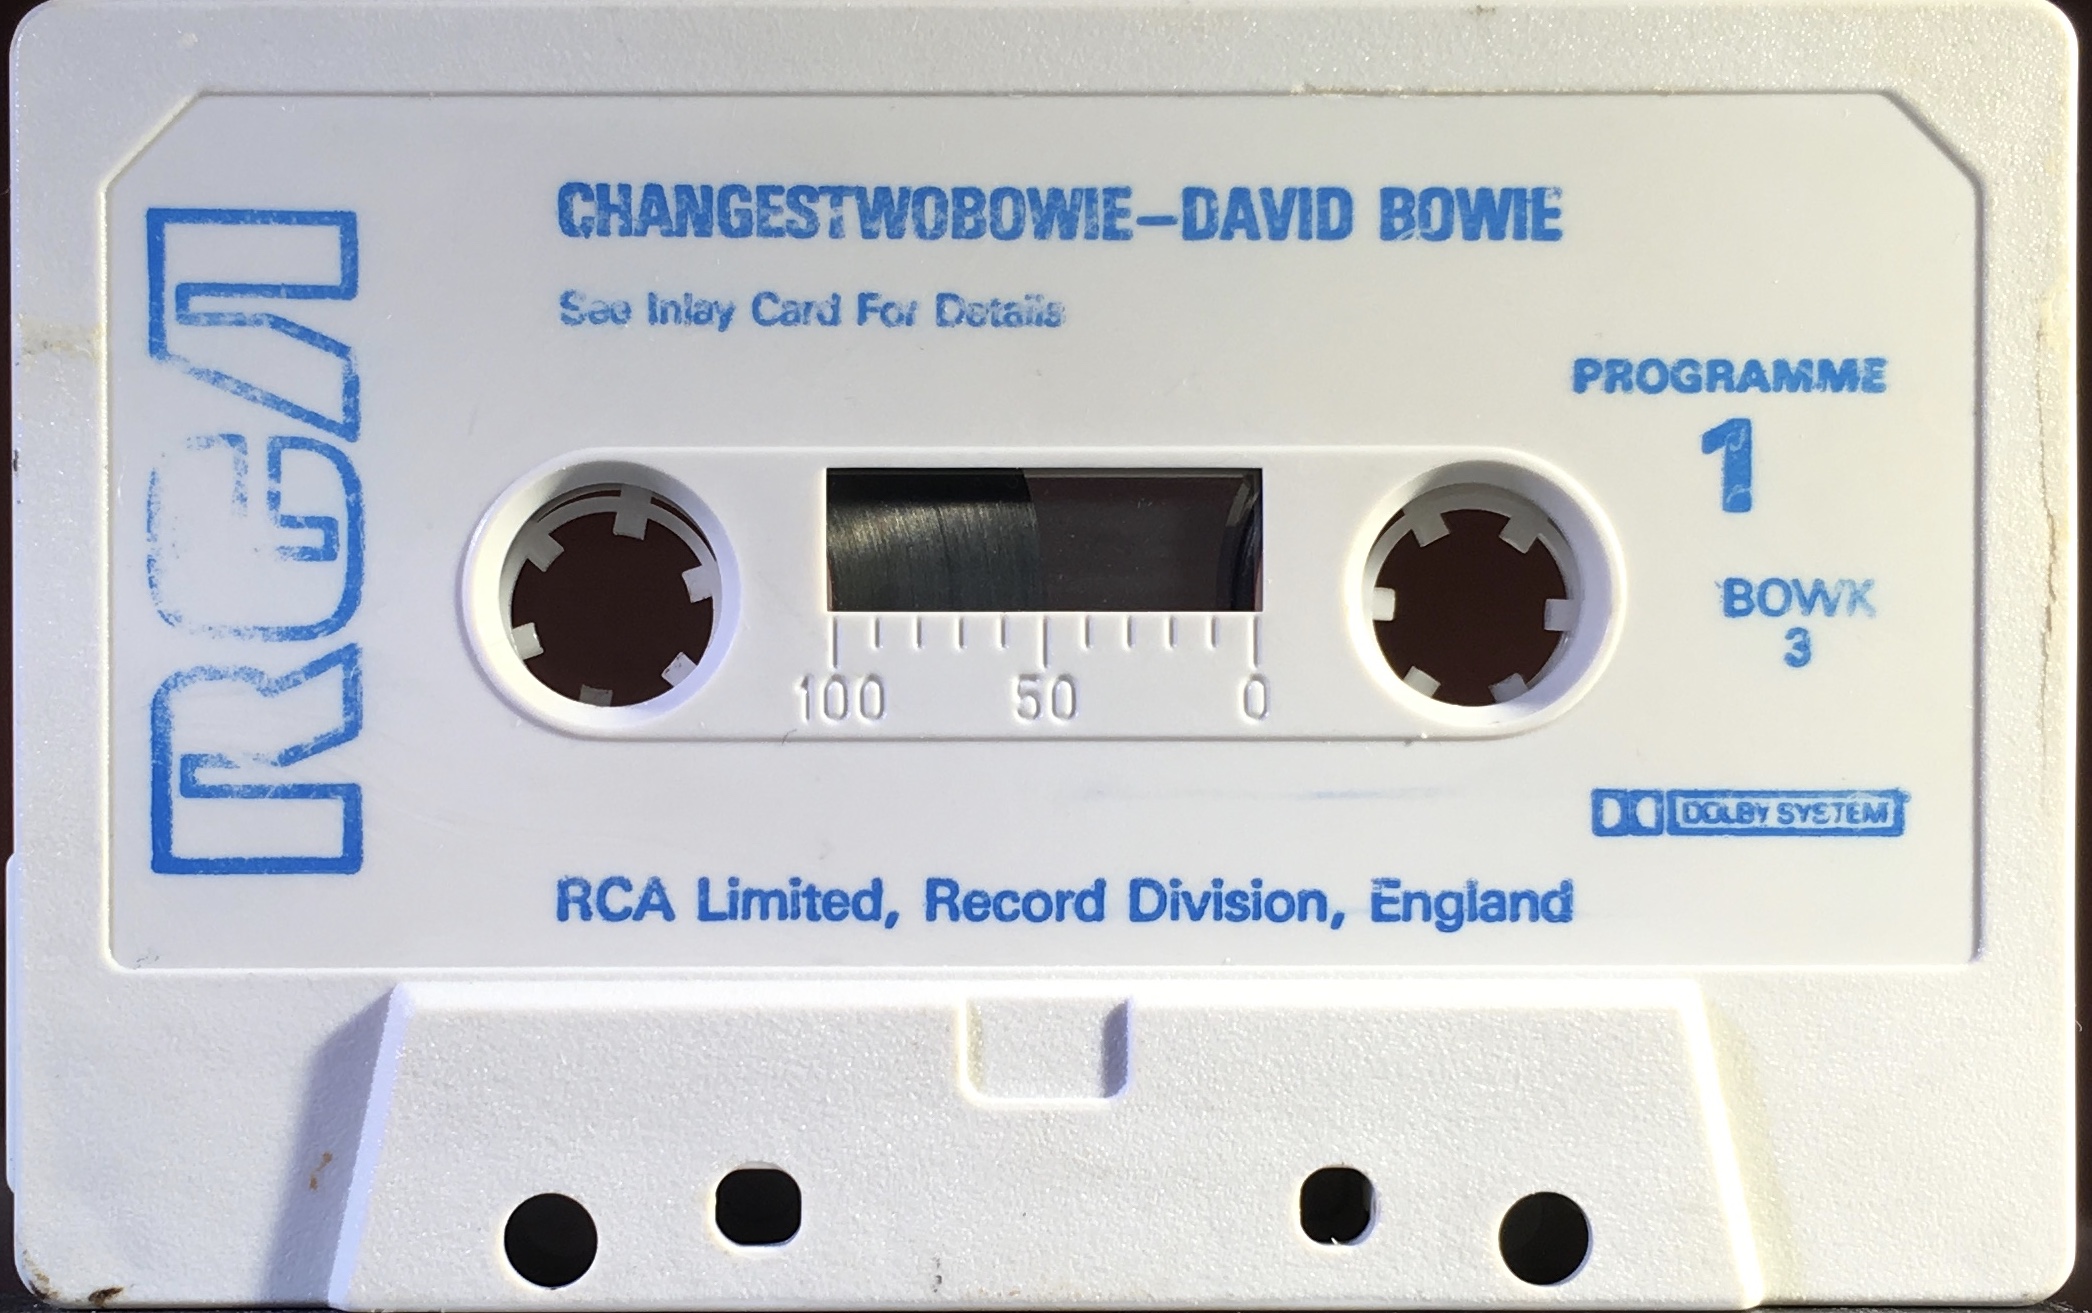 RCA
CHANGESTWOBOWIE–DAVID BOWIE
See Inlay Card For Details
PROGRAMME
1
BOWK
3
100 50 0
DOLBY SYSTEM
RCA Limited, Record Division, England